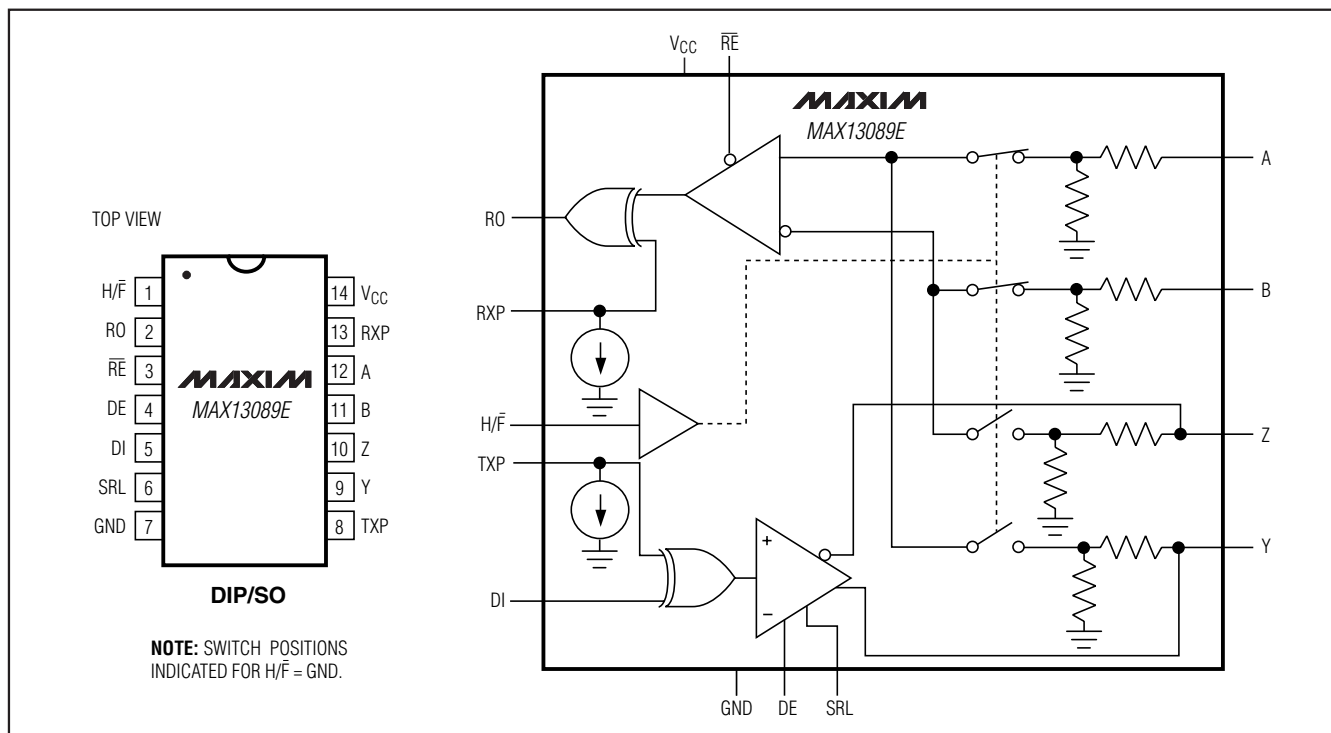 TOP VIEW
H/F̅ 1
RO 2
R̅E̅ 3
DE 4
DI 5
SRL 6
GND 7
14 VCC
13 RXP
12 A
11 B
10 Z
9 Y
8 TXP
MAXIM
MAX13089E
DIP/SO
NOTE: SWITCH POSITIONS
INDICATED FOR H/F̅ = GND.
VCC
R̅E̅
MAXIM
MAX13089E
RO
RXP
H/F̅
TXP
DI
+
−
A
B
Z
Y
GND
DE
SRL